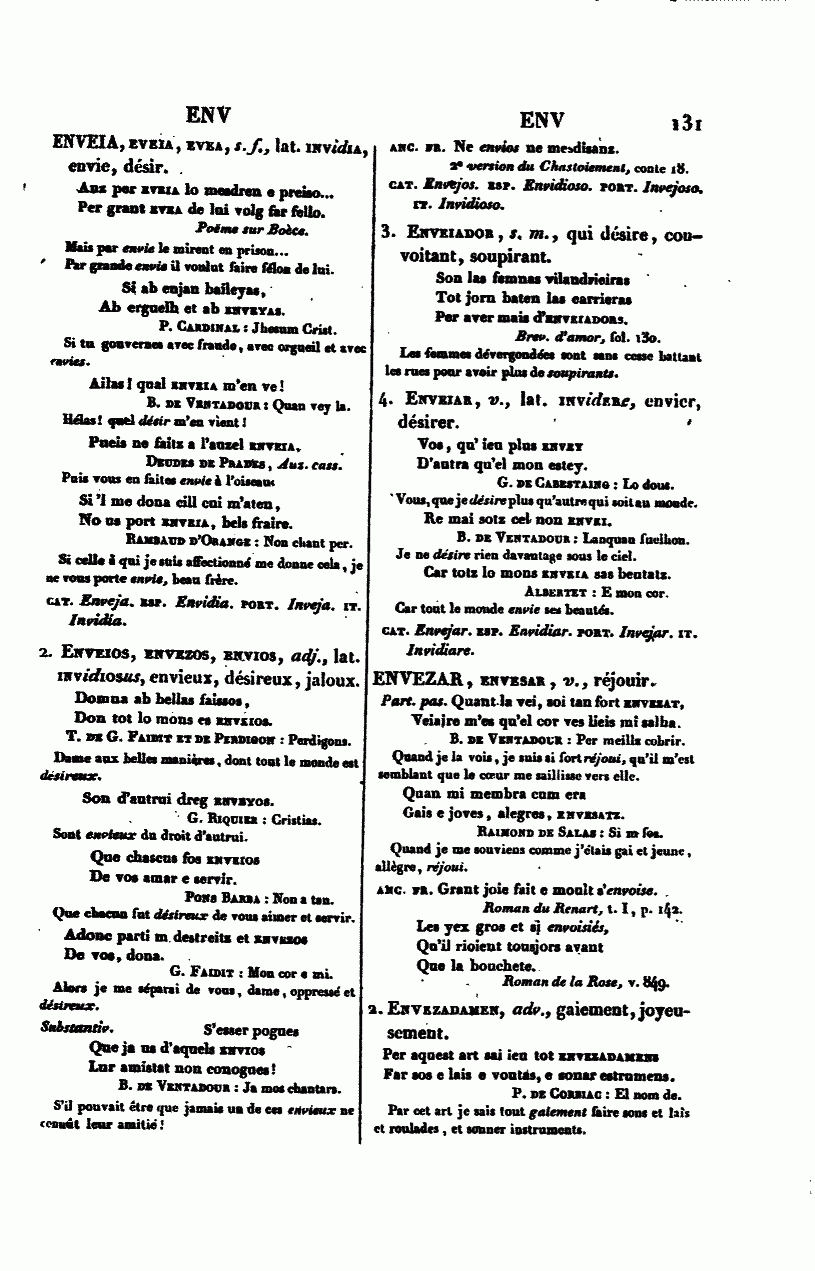 ENV
ENVEIA, EVEIA, EVEA, s. f., lat. INVIdIA,
envie, désir.
Anz per EVEIA lo mesdren e preiso...
Per grant EVEA de lui volg far fello.
Poëme sur Boèce.
Mais par envie le mirent en prison...
Par grande envie il voulut faire félon de lui.
Si ab enjan baileyas,
Ab erguelh et ab ENVEYAS.
P. CARDINAL : Jhesum Crist.
Si tu gouvernes avec fraude, avec orgueil et avec
envies.
Ailas! qual ENVEIA m'en ve!
B. DE VENTADOUR : Quan vey la.
Hélas! quel désir m'en vient!
Pueis ne faitz a l'auzel ENVEIA.
DEUDES DE PRADES, Auz. cass.
Puis vous en faites envie à l'oiseau.
Si'l me dona cill cui m'aten,
No us port ENVEIA, bels fraire.
RAMBAUD D'ORANGE : Non chant per.
Si celle à qui je suis affectionné me donne cela, je
ne vous porte envie, beau frère.
CAT. Enveja. ESP. Envidia. PORT. Inveja. IT.
Invidia.
2. ENVEIOS, ENVEZOS, ENVIOS, adj., lat.
INVIdIOSUS, envieux, désireux, jaloux.
Domna ab bellas faissos,
Don tot lo mons es ENVEIOS.
T. DE G. FAIDIT ET DE PERDIGON : Perdigons.
Dame aux belles manières, dont tout le monde est
désireux.
Son d'autrui dreg ENVEYOS.
G. RIQUIER : Cristias.
Sont envieux du droit d'autrui.
Que chascus fos ENVEIOS
De vos amar e servir.
PONS BARBA : Non a tan.
Que chacun fut désireux de vous aimer et servir.
Adonc parti m destreitz et ENVEZOS
De vos, dona.
G. FAIDIT : Mon cor e mi.
Alors je me séparai de vous, dame, oppressé et
désireux.
Substantiv. S'esser pogues
Que ja us d'aquels ENVIOS
Lur amistat non conogues!
B. DE VENTADOUR : Ja mos chantars.
S'il pouvait être que jamais un de ces envieux ne
connût leur amitié!
ENV 131
ANC. FR. Ne envios ne mesdisanz.
2e version du Chastoiement, conte 18.
CAT. Envejos. ESP. Envidioso. PORT. Invejoso.
IT. Invidioso.
3. ENVEIADOR, s. m., qui désire, cou-
voitant, soupirant.
Son las femnas vilandrieiras
Tot jorn baten las carrieras
Per aver mais d'ENVEIADORS.
Brev. d'amor, fol. 130.
Les femmes dévergondées sont sans cesse battant
les rues pour avoir plus de soupirants.
4. ENVEIAR, v., lat. INVIdERE, envier,
désirer.
Vos, qu'ieu plus ENVEY
D'autra qu'el mon estey.
G. DE CABESTAING : Lo dous.
Vous, que je désire plus qu'autre qui soit au monde.
Re mai sotz cel non ENVEI.
B. DE VENTADOUR : Lanquan fuelhon.
Je ne désire rien davantage sous le ciel.
Car totz lo mons ENVEIA sas beutatz.
ALBERTET : E mon cor.
Car tout le monde envie ses beautés.
CAT. Envejar. ESP. Envidiar. PORT. Invejar. IT.
Invidiare.
ENVEZAR, ENVESAR, v., réjouir.
Part. pas. Quant la vei, soi tan fort ENVEZAT,
Veiajre m'es qu'el cor ves lieis mi salha.
B. DE VENTADOUR : Per meills cobrir.
Quand je la vois, je suis si fort réjoui, qu'il m'est
semblant que le cœur me saillisse vers elle.
Quan mi membra cum era
Gais e joves, alegres, ENVESATZ.
RAIMOND DE SALAS : Si m fos.
Quand je me souviens comme j'étais gai et jeune,
allègre, réjoui.
ANC. FR. Grant joie fait e moult s'envoise.
Roman du Renart, t. I, p. 142.
Les yex gros et si envoisiés,
Qu'il rioient tousjors avant
Que la bouchete.
Roman de la Rose, v. 849.
2. ENVEZADAMEN, adv., gaiement, joyeu-
sement.
Per aquest art sai ieu tot ENVEZADAMENS
Far sos e lais e voutas, e sonar estrumens.
P. DE CORBIAC : El nom de.
Par cet art je sais tout gaiement faire sons et lais
et roulades, et sonner instruments.